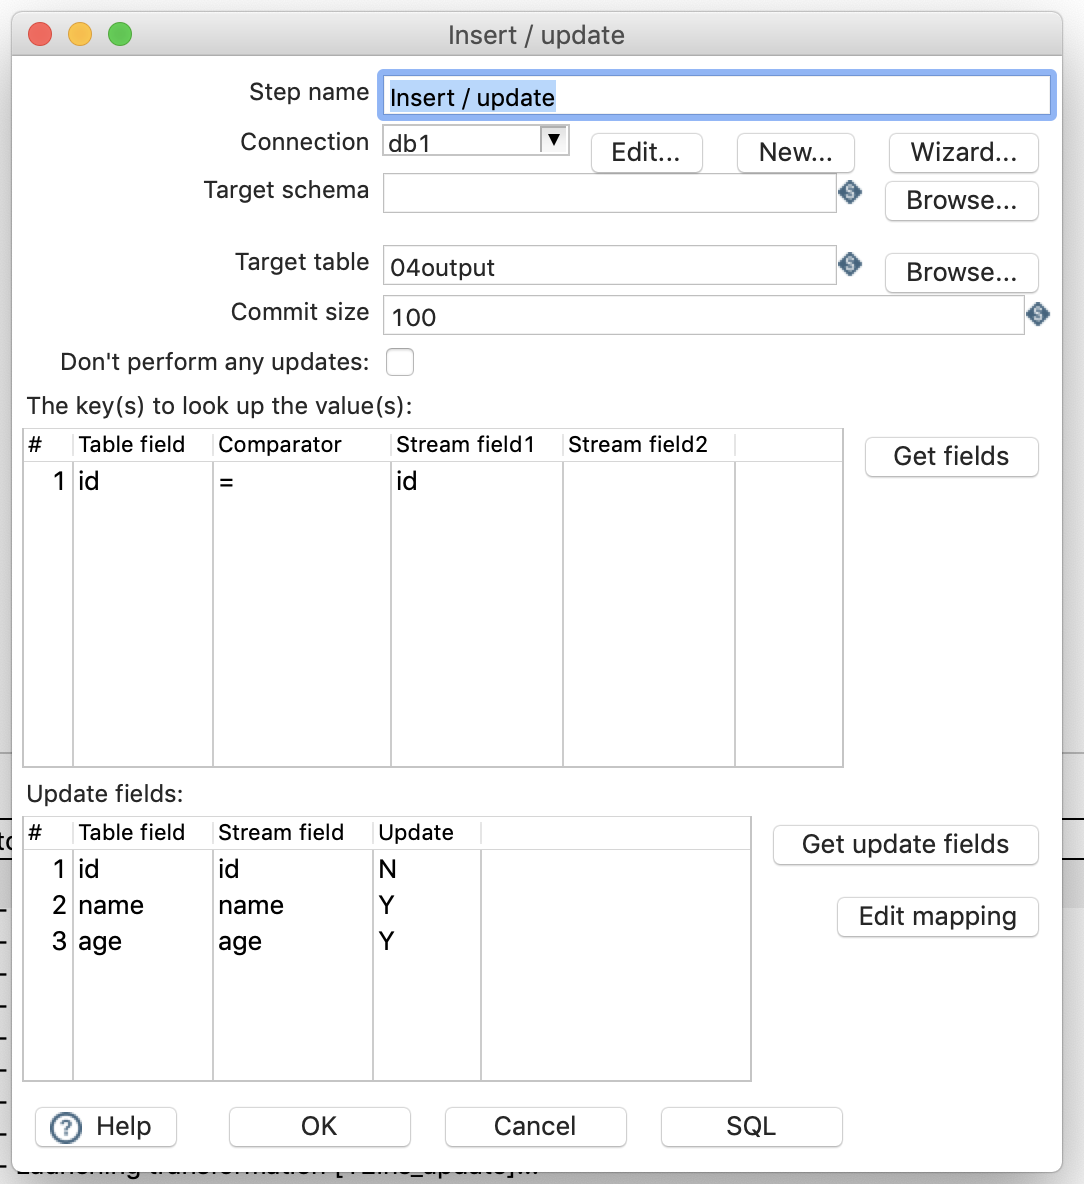 Insert / update
Step name Insert / update
Connection db1 Edit... New... Wizard...
Target schema Browse...
Target table 04output Browse...
Commit size 100
Don't perform any updates:
The key(s) to look up the value(s):
# Table field Comparator Stream field1 Stream field2
Get fields
1 id = id
Update fields:
# Table field Stream field Update
Get update fields
1 id id N
2 name name Y
Edit mapping
3 age age Y
Help OK Cancel SQL